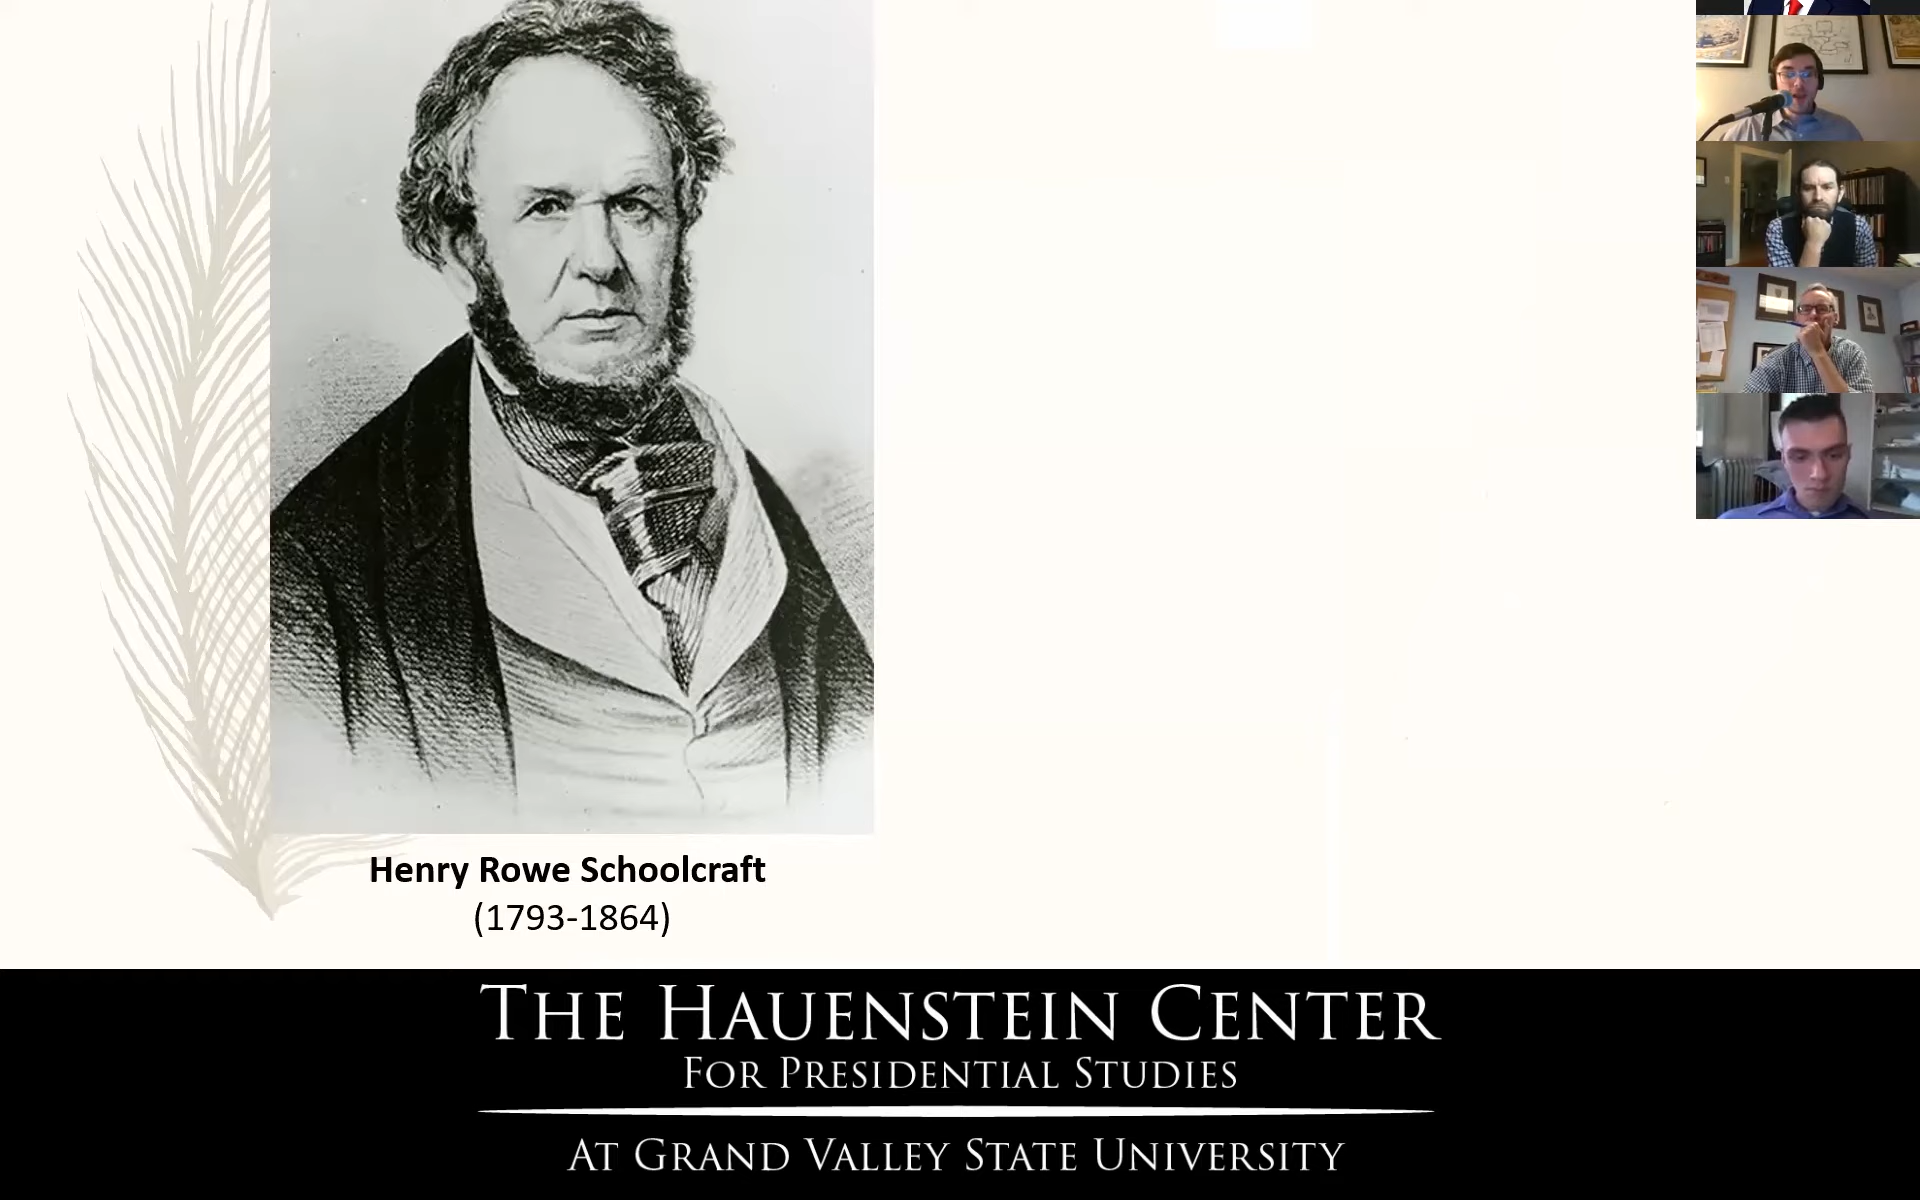 Henry Rowe Schoolcraft
(1793-1864)
THE HAUENSTEIN CENTER
FOR PRESIDENTIAL STUDIES
AT GRAND VALLEY STATE UNIVERSITY